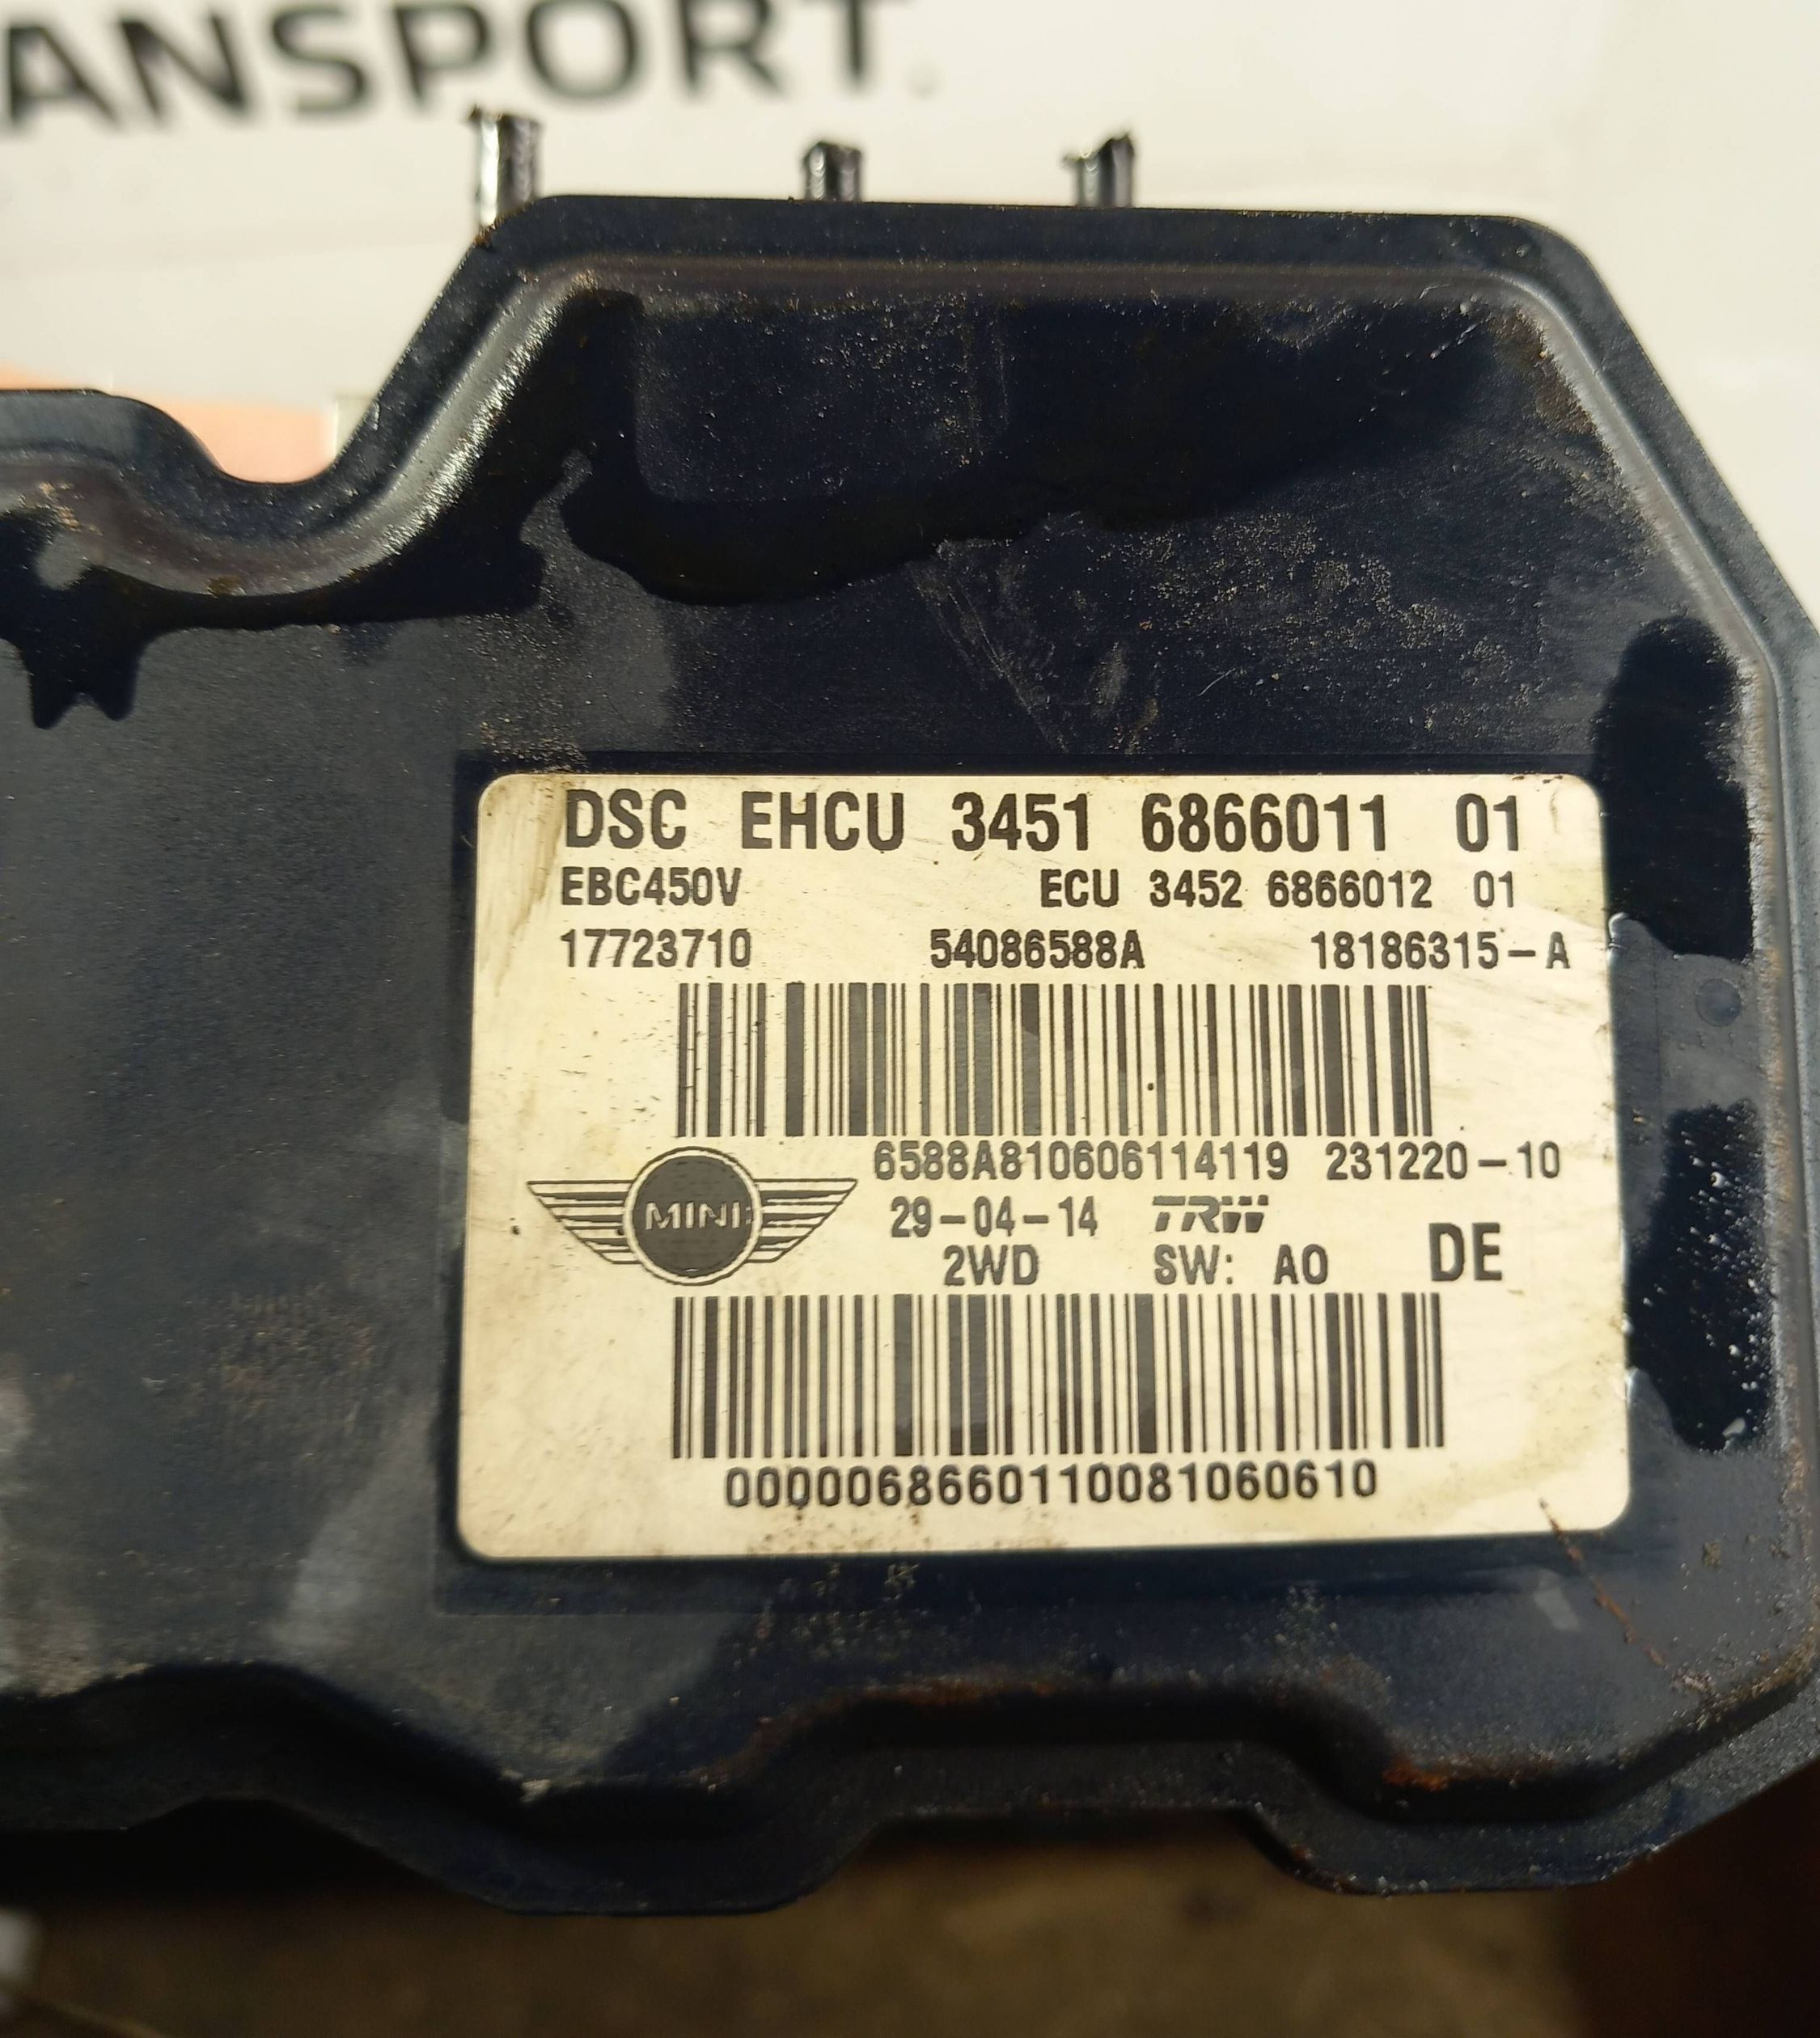 ANSPORT
DSC EHCU 3451 6866011 01
EBC450V ECU 3452 6866012 01
17723710 54086588A 18186315-A
6588A810606114119 231220-10
MINI
29-04-14 TRW
2WD SW: A0 DE
0000068660110081060610